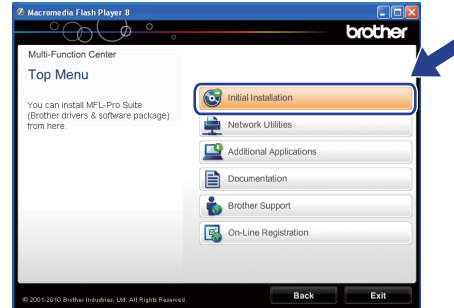 Macromedia Flash Player 8
brother
Multi-Function Center
Top Menu
You can install MFL-Pro Suite
(Brother drivers & software package)
from here.
Initial Installation
Network Utilities
Additional Applications
Documentation
Brother Support
On-Line Registration
© 2001-2010 Brother Industries, Ltd. All Rights Reserved.
Back
Exit